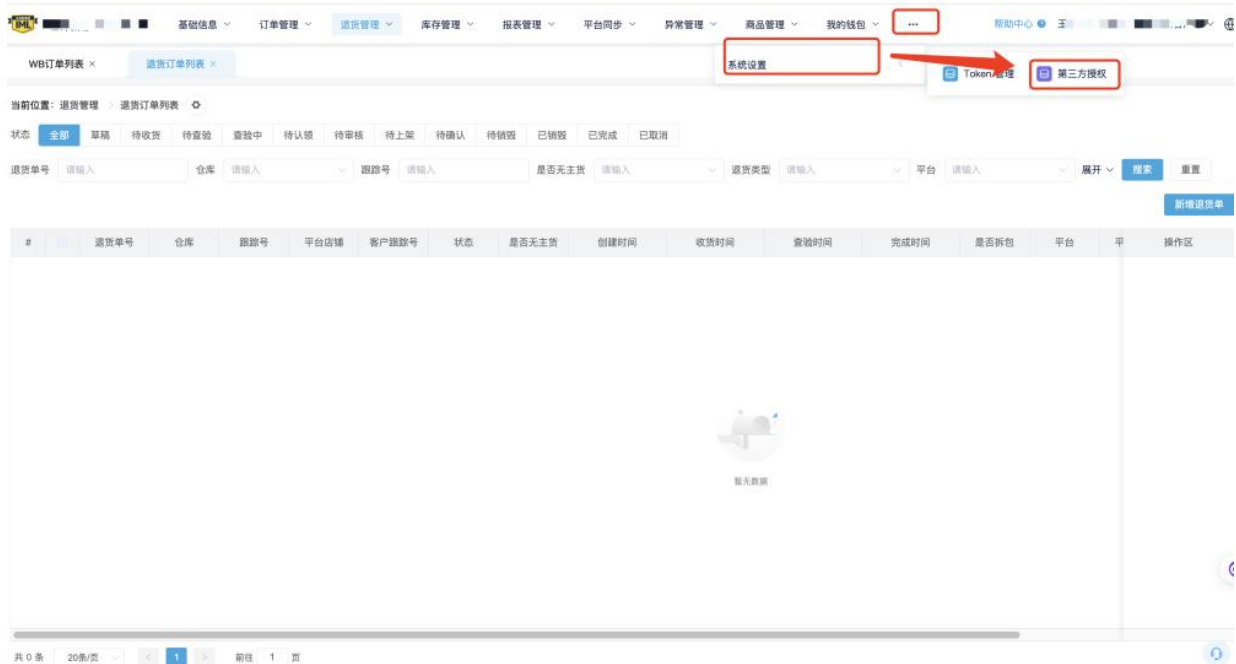 IML 基础信息 订单管理 退货管理 库存管理 报表管理 平台同步 异常管理 商品管理 我的钱包 ... 帮助中心 王
WB订单列表 × 退货订单列表 × 系统设置 Token管理 第三方授权
当前位置: 退货管理 > 退货订单列表
状态 全部 草稿 待收货 待查验 查验中 待认领 待审核 待上架 待确认 待销毁 已销毁 已完成 已取消
退货单号 请输入 仓库 请输入 跟踪号 请输入 是否无主货 请输入 退货类型 请输入 平台 请输入 展开 搜索 重置
新增退货单
# 退货单号 仓库 跟踪号 平台店铺 客户跟踪号 状态 是否无主货 创建时间 收货时间 查验时间 完成时间 是否拆包 平台 平 操作区
暂无数据
共 0 条 20条/页 < 1 > 前往 1 页